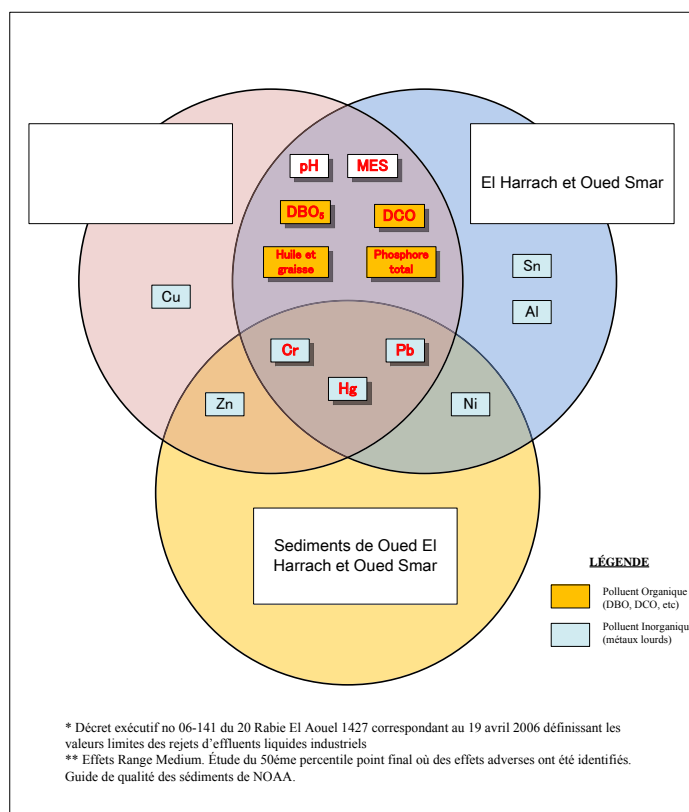 pH
MES
El Harrach et Oued Smar
DBO₅
DCO
Huile et
graisse
Phosphore
total
Sn
Cu
Al
Cr
Pb
Hg
Zn
Ni
Sediments de Oued El
Harrach et Oued Smar
LÉGENDE
Polluent Organique
(DBO, DCO, etc)
Polluent Inorganique
(métaux lourds)
* Décret exécutif no 06-141 du 20 Rabie El Aouel 1427 correspondant au 19 avril 2006 définissant les
valeurs limites des rejets d'effluents liquides industriels
** Effets Range Medium. Étude du 50éme percentile point final où des effets adverses ont été identifiés.
Guide de qualité des sédiments de NOAA.